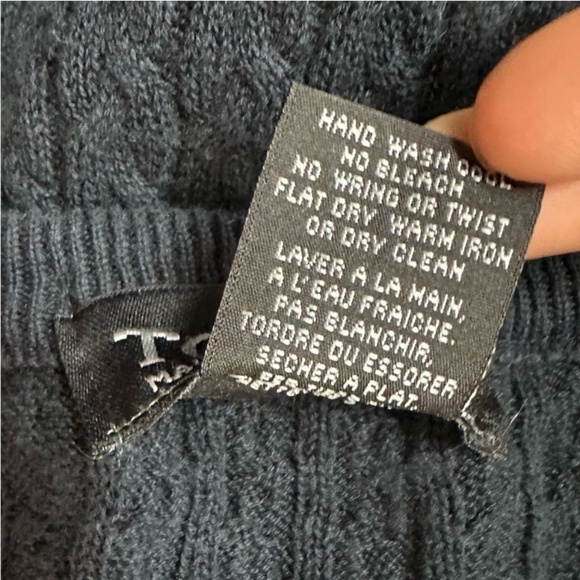 HAND WASH COOL
NO BLEACH
NO WRING OR TWIST
FLAT DRY WARM IRON
OR DRY CLEAN
LAVER A LA MAIN,
A L'EAU FRAICHE.
PAS BLANCHIR,
TORDRE OU ESSORER
SECHER A PLAT